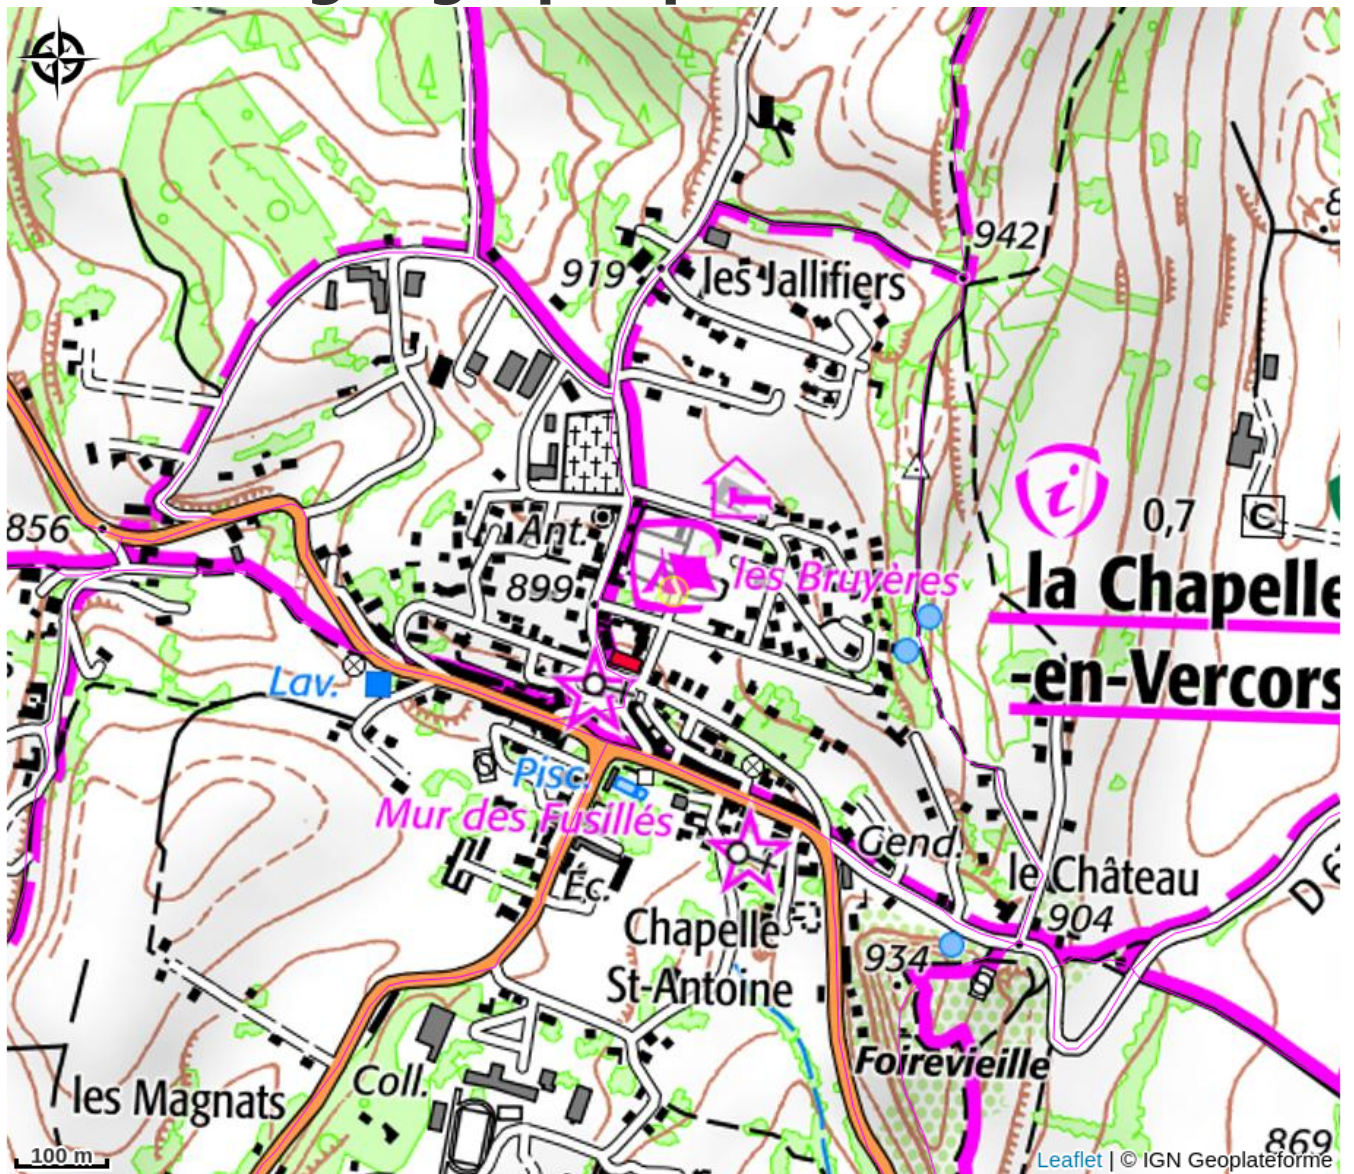 942
919
les Jallifiers
0,7
C
856
Ant.
les Bruyères
899
la Chapelle
-en-Vercors
Lav.
Pisc.
Mur des Fusillés
Gend.
le Château
Éc.
904
D 6
Chapelle
St-Antoine
934
Foirevieille
Coll.
les Magnats
869
100 m
Leaflet | © IGN Geoplateforme